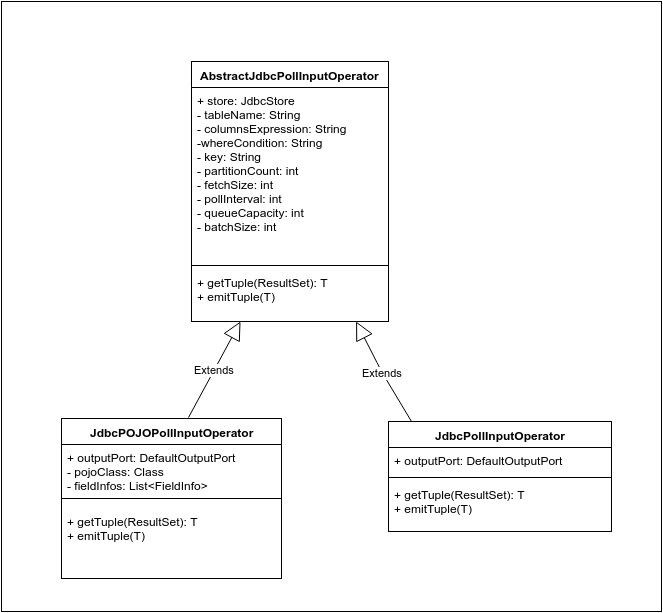 AbstractJdbcPollInputOperator
+ store: JdbcStore
- tableName: String
- columnsExpression: String
-whereCondition: String
- key: String
- partitionCount: int
- fetchSize: int
- pollInterval: int
- queueCapacity: int
- batchSize: int
+ getTuple(ResultSet): T
+ emitTuple(T)
Extends
Extends
JdbcPOJOPollInputOperator
+ outputPort: DefaultOutputPort
- pojoClass: Class
- fieldInfos: List<FieldInfo>
+ getTuple(ResultSet): T
+ emitTuple(T)
JdbcPollInputOperator
+ outputPort: DefaultOutputPort
+ getTuple(ResultSet): T
+ emitTuple(T)